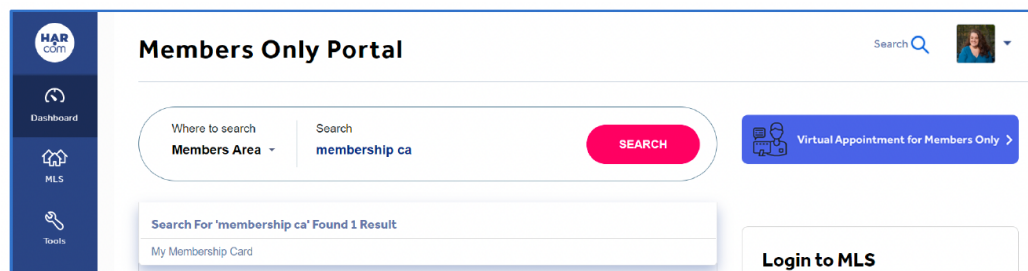 HAR
com
Members Only Portal
Search
Dashboard
Where to search
Search
Members Area
membership ca
SEARCH
Virtual Appointment for Members Only
MLS
Search For 'membership ca' Found 1 Result
My Membership Card
Tools
Login to MLS